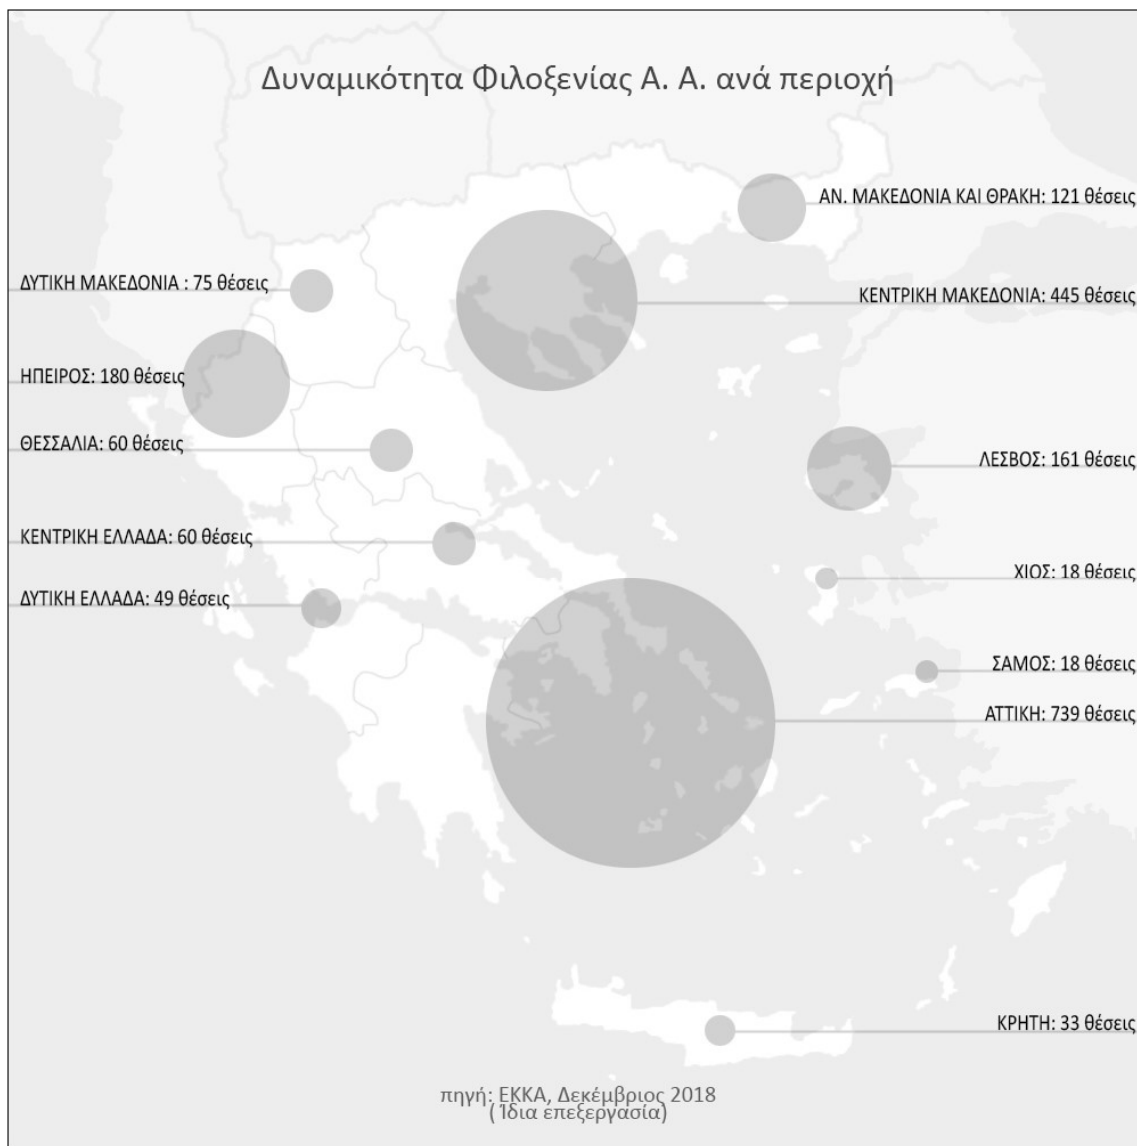 Δυναμικότητα Φιλοξενίας Α. Α. ανά περιοχή
ΑΝ. ΜΑΚΕΔΟΝΙΑ ΚΑΙ ΘΡΑΚΗ: 121 θέσεις
ΔΥΤΙΚΗ ΜΑΚΕΔΟΝΙΑ : 75 θέσεις
ΚΕΝΤΡΙΚΗ ΜΑΚΕΔΟΝΙΑ: 445 θέσεις
ΗΠΕΙΡΟΣ: 180 θέσεις
ΘΕΣΣΑΛΙΑ: 60 θέσεις
ΛΕΣΒΟΣ: 161 θέσεις
ΚΕΝΤΡΙΚΗ ΕΛΛΑΔΑ: 60 θέσεις
ΧΙΟΣ: 18 θέσεις
ΔΥΤΙΚΗ ΕΛΛΑΔΑ: 49 θέσεις
ΣΑΜΟΣ: 18 θέσεις
ΑΤΤΙΚΗ: 739 θέσεις
ΚΡΗΤΗ: 33 θέσεις
πηγή: ΕΚΚΑ, Δεκέμβριος 2018
( Ίδια επεξεργασία)